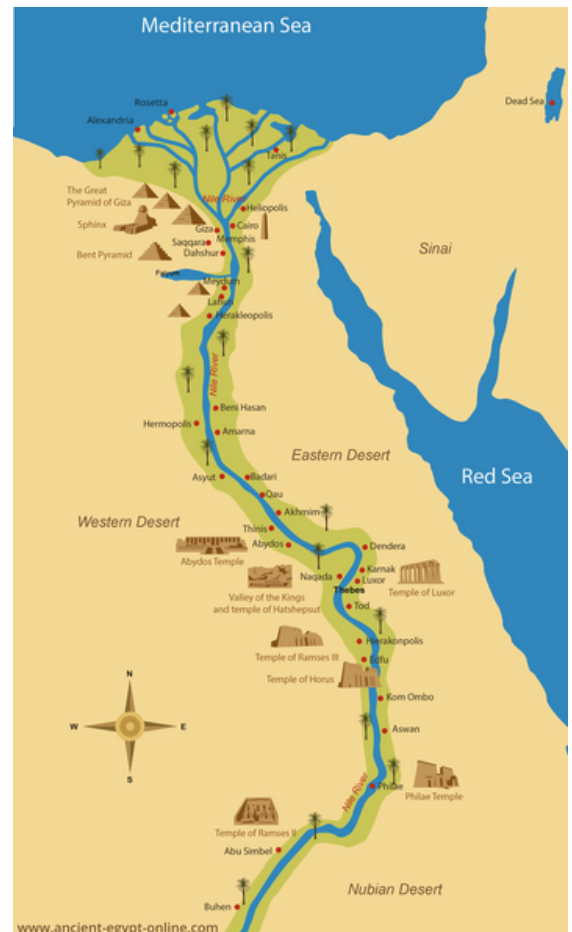 Mediterranean Sea
Rosetta
Alexandria
Dead Sea
Tanis
The Great
Pyramid of Giza
Nile River
Heliopolis
Sphinx
Giza
Cairo
Saqqara
Memphis
Sinai
Bent Pyramid
Dahshur
Faiyum
Meydum
Lahun
Herakleopolis
Nile River
Beni Hasan
Hermopolis
Amarna
Eastern Desert
Asyut
Badari
Red Sea
Qau
Akhmim
Western Desert
Thinis
Abydos
Dendera
Abydos Temple
Karnak
Naqada
Luxor
Thebes
Temple of Luxor
Valley of the Kings
and temple of Hatshepsut
Tod
Hierakonpolis
Temple of Ramses III
Edfu
Temple of Horus
N
Kom Ombo
W
E
Aswan
S
Nile River
Philae
Philae Temple
Temple of Ramses II
Abu Simbel
Nubian Desert
Buhen
www.ancient-egypt-online.com